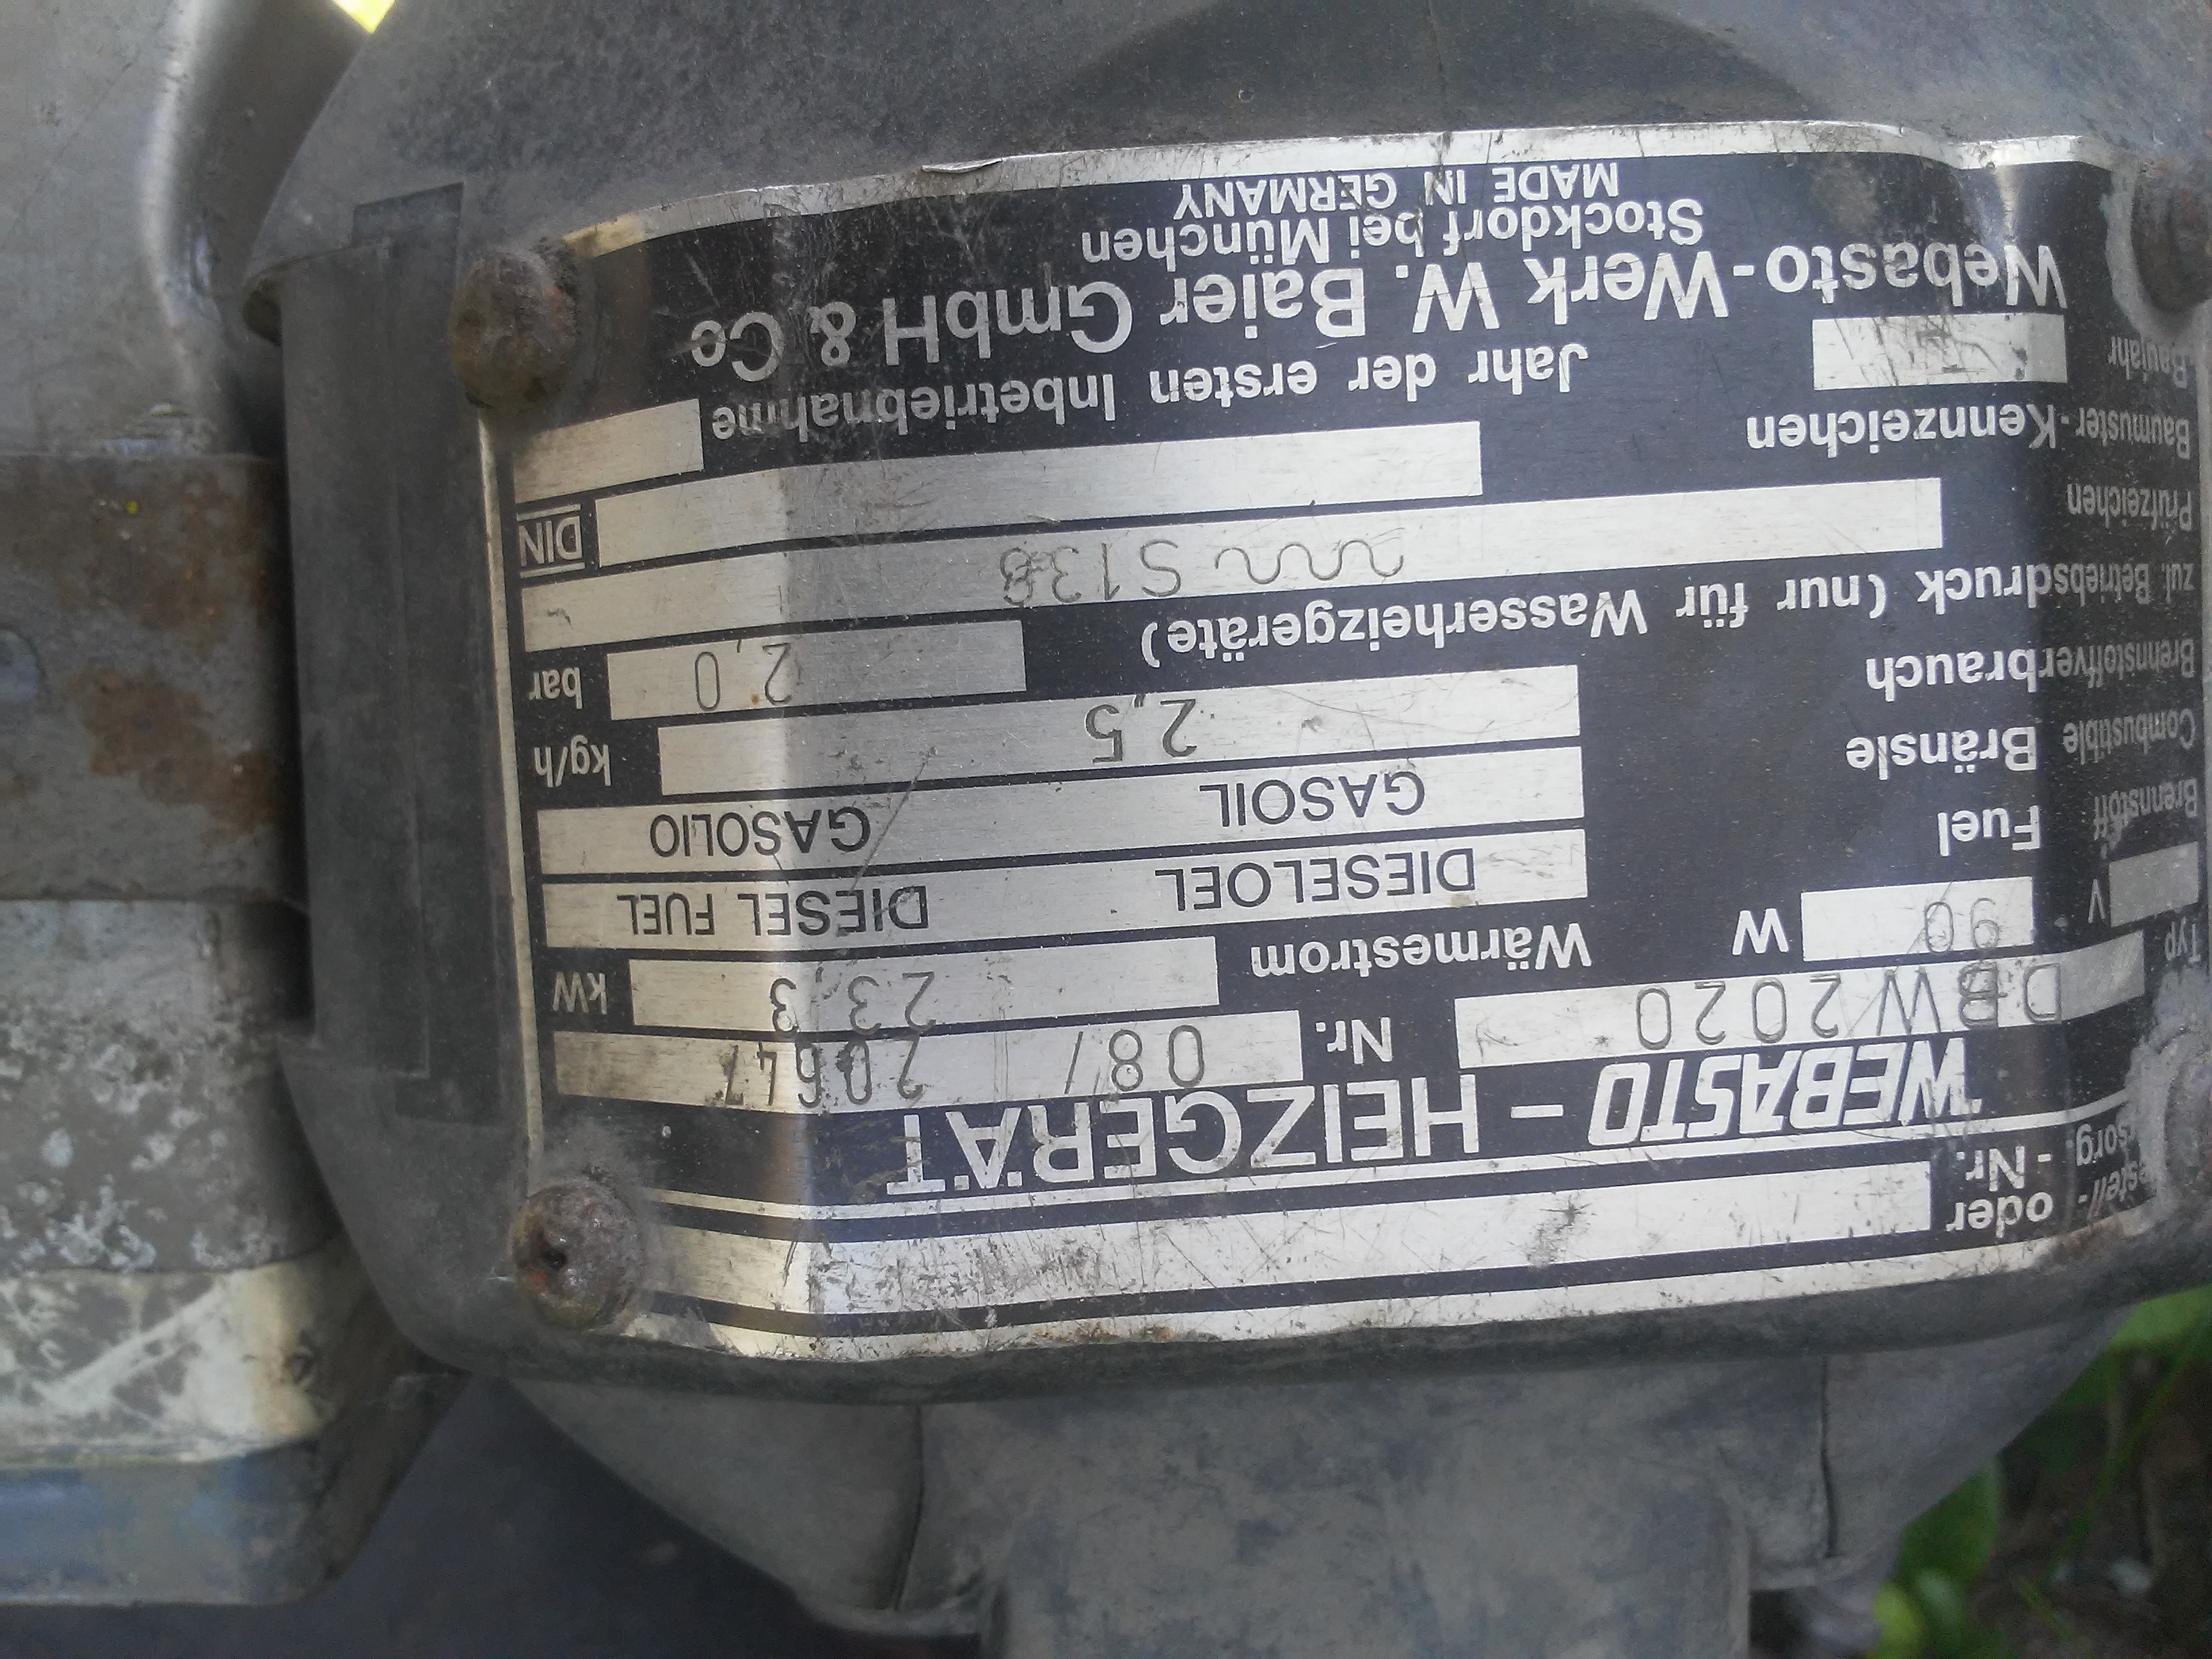 oder
- Nr.
WEBASTO - HEIZGERÄT
Typ DBW2020 Nr. 087 20647
V 90 W Wärmestrom 23,3 kW
Brennstoff Fuel DIESELOEL DIESEL FUEL
Combustible Bränsle GASOIL GASOLIO
Brennstoffverbrauch 2,5 kg/h
zul. Betriebsdruck (nur für Wasserheizgeräte) 2,0 bar
Prüfzeichen ~~~ S138
Baumuster-Kennzeichen DIN
Baujahr Jahr der ersten Inbetriebnahme
Webasto-Werk W. Baier GmbH & Co
Stockdorf bei München
MADE IN GERMANY